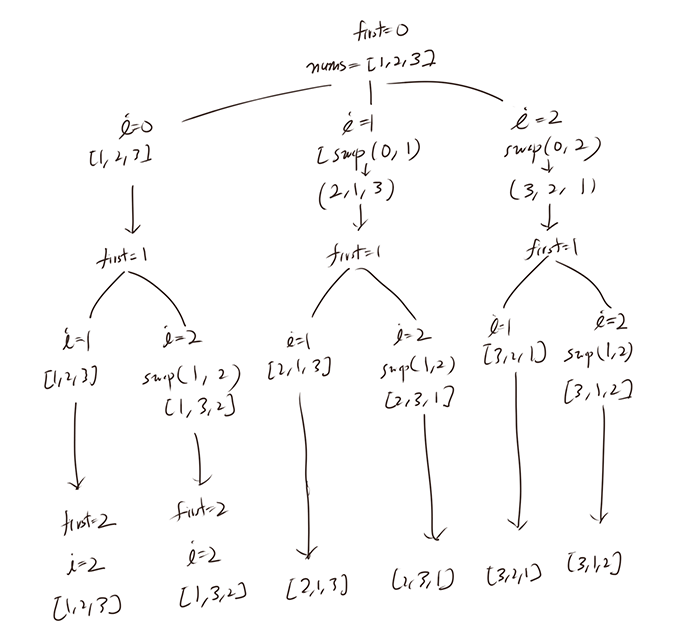 first=0
nums=[1,2,3]
i=0
[1,2,3]
i=1
[swap(0,1)
(2,1,3)
i=2
swap(0,2)
(3,2,1)
first=1
first=1
first=1
i=1
[1,2,3]
i=2
swap(1,2)
[1,3,2]
i=1
[2,1,3]
i=2
swap(1,2)
[2,3,1]
i=1
[3,2,1]
i=2
swap(1,2)
[3,1,2]
first=2
i=2
[1,2,3]
first=2
i=2
[1,3,2]
[2,1,3]
[2,3,1]
[3,2,1]
[3,1,2]